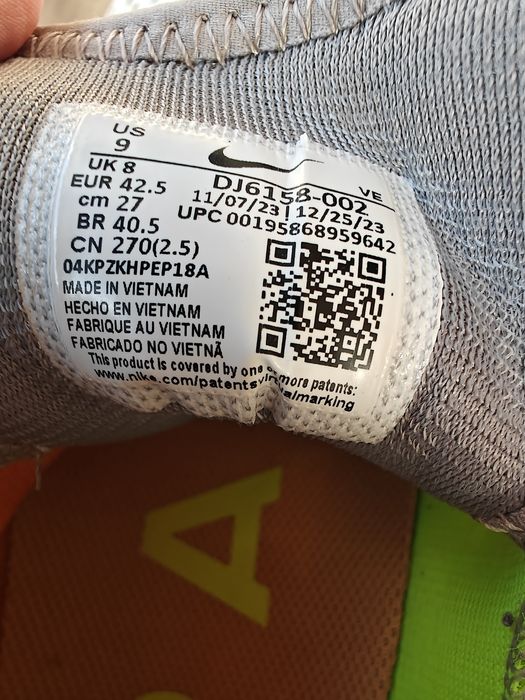 US
9
UK 8
EUR 42.5
cm 27
BR 40.5
CN 270(2.5)
DJ6158-002 VE
11/07/23 | 12/25/23
UPC 00195868959642
04KPZKHPEP18A
MADE IN VIETNAM
HECHO EN VIETNAM
FABRIQUE AU VIETNAM
FABRICADO NO VIETNÃ
This product is covered by one more patents:
www.nike.com/patentsvirtualmarking
A